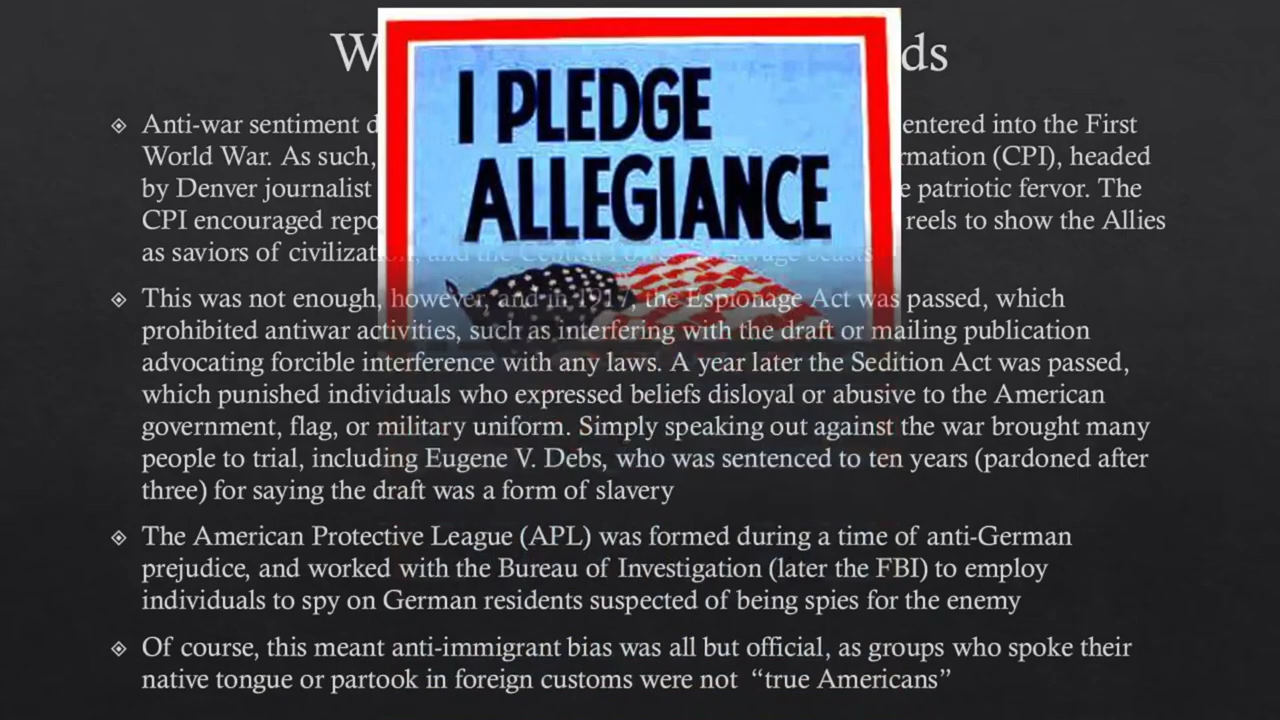 W ds
I PLEDGE
ALLEGIANCE
Anti-war sentiment d entered into the First
World War. As such, rmation (CPI), headed
by Denver journalist e patriotic fervor. The
CPI encouraged repo reels to show the Allies
as saviors of civilization, and the Central Powers as savage beasts
This was not enough, however, and in 1917, the Espionage Act was passed, which
prohibited antiwar activities, such as interfering with the draft or mailing publication
advocating forcible interference with any laws. A year later the Sedition Act was passed,
which punished individuals who expressed beliefs disloyal or abusive to the American
government, flag, or military uniform. Simply speaking out against the war brought many
people to trial, including Eugene V. Debs, who was sentenced to ten years (pardoned after
three) for saying the draft was a form of slavery
The American Protective League (APL) was formed during a time of anti-German
prejudice, and worked with the Bureau of Investigation (later the FBI) to employ
individuals to spy on German residents suspected of being spies for the enemy
Of course, this meant anti-immigrant bias was all but official, as groups who spoke their
native tongue or partook in foreign customs were not “true Americans”